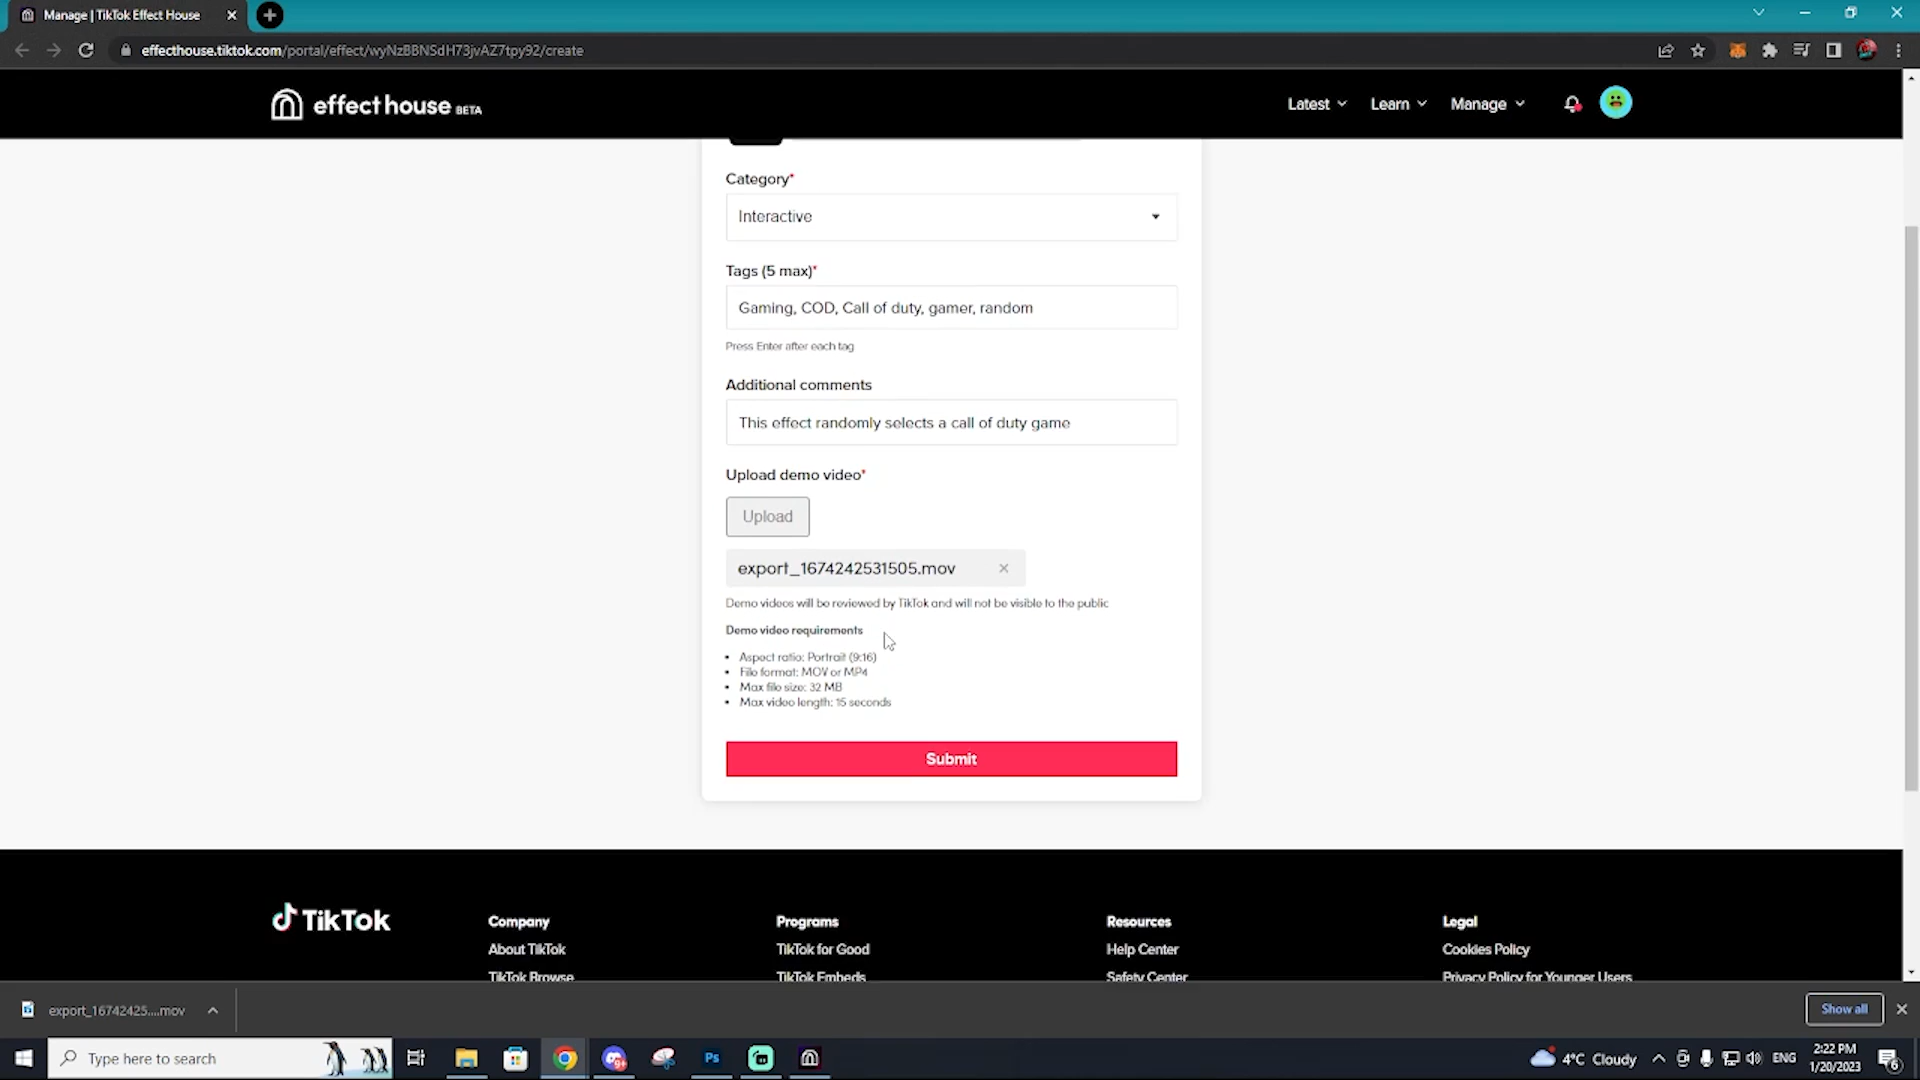 Manage | TikTok Effect House
effecthouse.tiktok.com/portal/effect/wyNzBBNSdH73jvAZ7tpy92/create
effect house BETA
Latest
Learn
Manage
Category*
Interactive
Tags (5 max)*
Gaming, COD, Call of duty, gamer, random
Press Enter after each tag
Additional comments
This effect randomly selects a call of duty game
Upload demo video*
Upload
export_1674242531505.mov
Demo videos will be reviewed by TikTok and will not be visible to the public
Demo video requirements
Aspect ratio: Portrait (9:16)
File format: MOV or MP4
Max file size: 32 MB
Max video length: 15 seconds
Submit
TikTok
Company
About TikTok
TikTok Browse
Programs
TikTok for Good
TikTok Embeds
Resources
Help Center
Safety Center
Legal
Cookies Policy
Privacy Policy for Younger Users
export_16742425....mov
Show all
Type here to search
Ps
4°C Cloudy
ENG
2:22 PM
1/20/2023
6